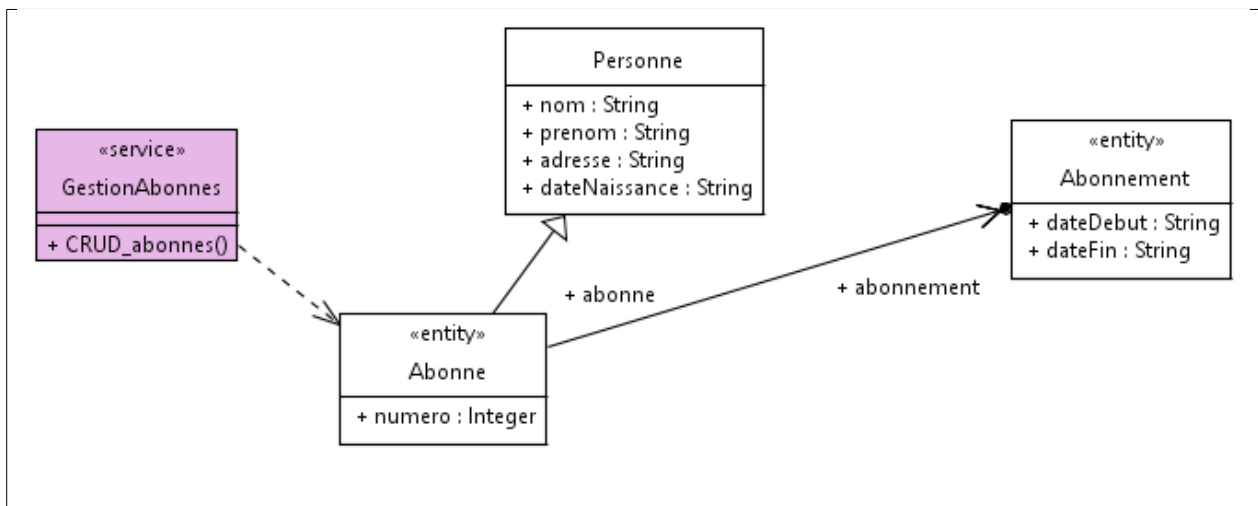 Personne
+ nom : String
+ prenom : String
+ adresse : String
+ dateNaissance : String
«service»
GestionAbonnes
+ CRUD_abonnes()
«entity»
Abonnement
+ dateDebut : String
+ dateFin : String
+ abonne
+ abonnement
«entity»
Abonne
+ numero : Integer